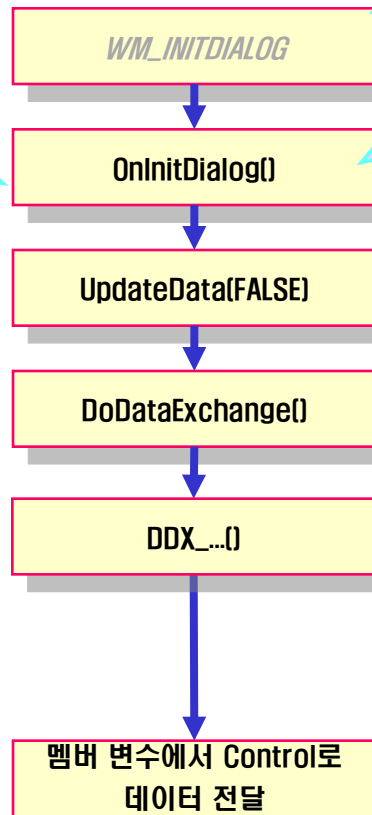 WM_INITDIALOG
OnInitDialog()
UpdateData(FALSE)
DoDataExchange()
DDX_...()
멤버 변수에서 Control로
데이터 전달